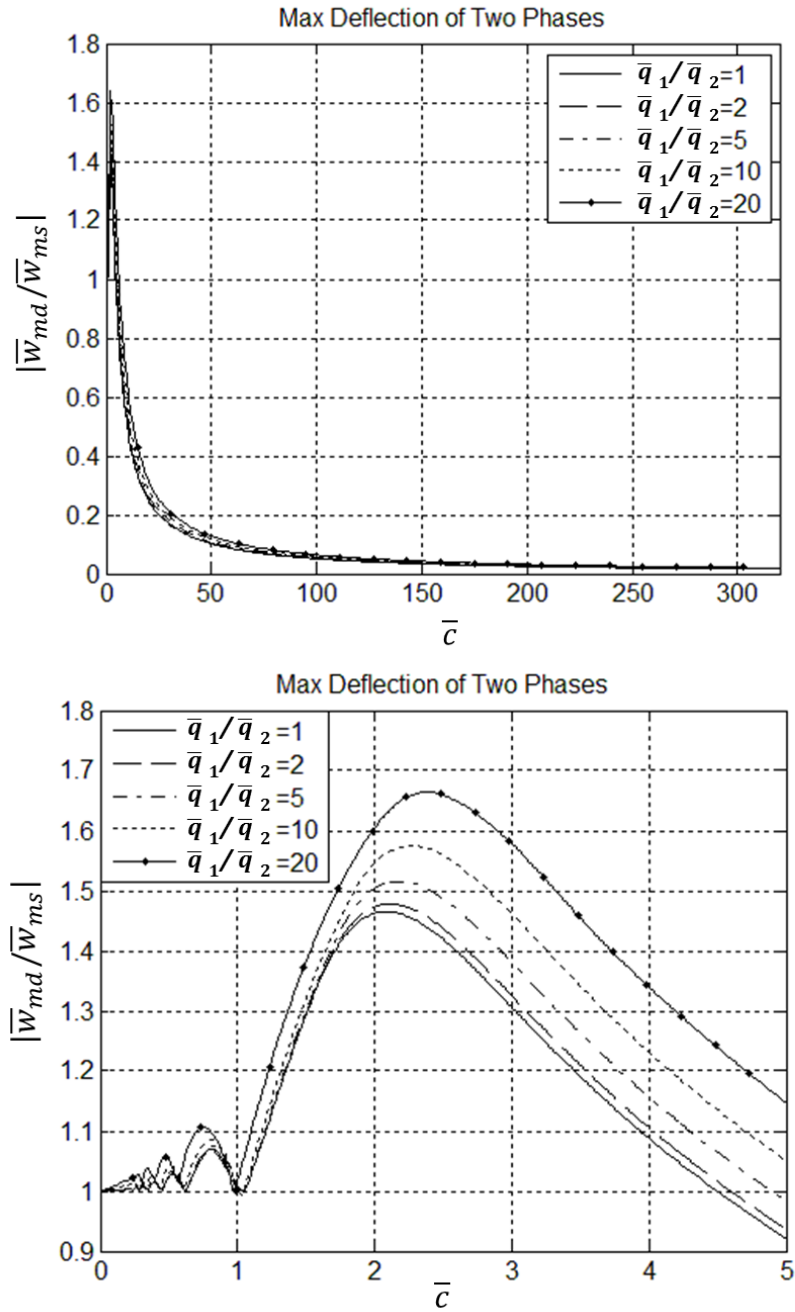 Max Deflection of Two Phases
1.8
1.6
1.4
1.2
1
0.8
0.6
0.4
0.2
0
|w̅md/w̅ms|
q̅1/q̅2=1
q̅1/q̅2=2
q̅1/q̅2=5
q̅1/q̅2=10
q̅1/q̅2=20
0 50 100 150 200 250 300
c̅
Max Deflection of Two Phases
1.8
1.7
1.6
1.5
1.4
1.3
1.2
1.1
1
0.9
|w̅md/w̅ms|
q̅1/q̅2=1
q̅1/q̅2=2
q̅1/q̅2=5
q̅1/q̅2=10
q̅1/q̅2=20
0 1 2 3 4 5
c̅